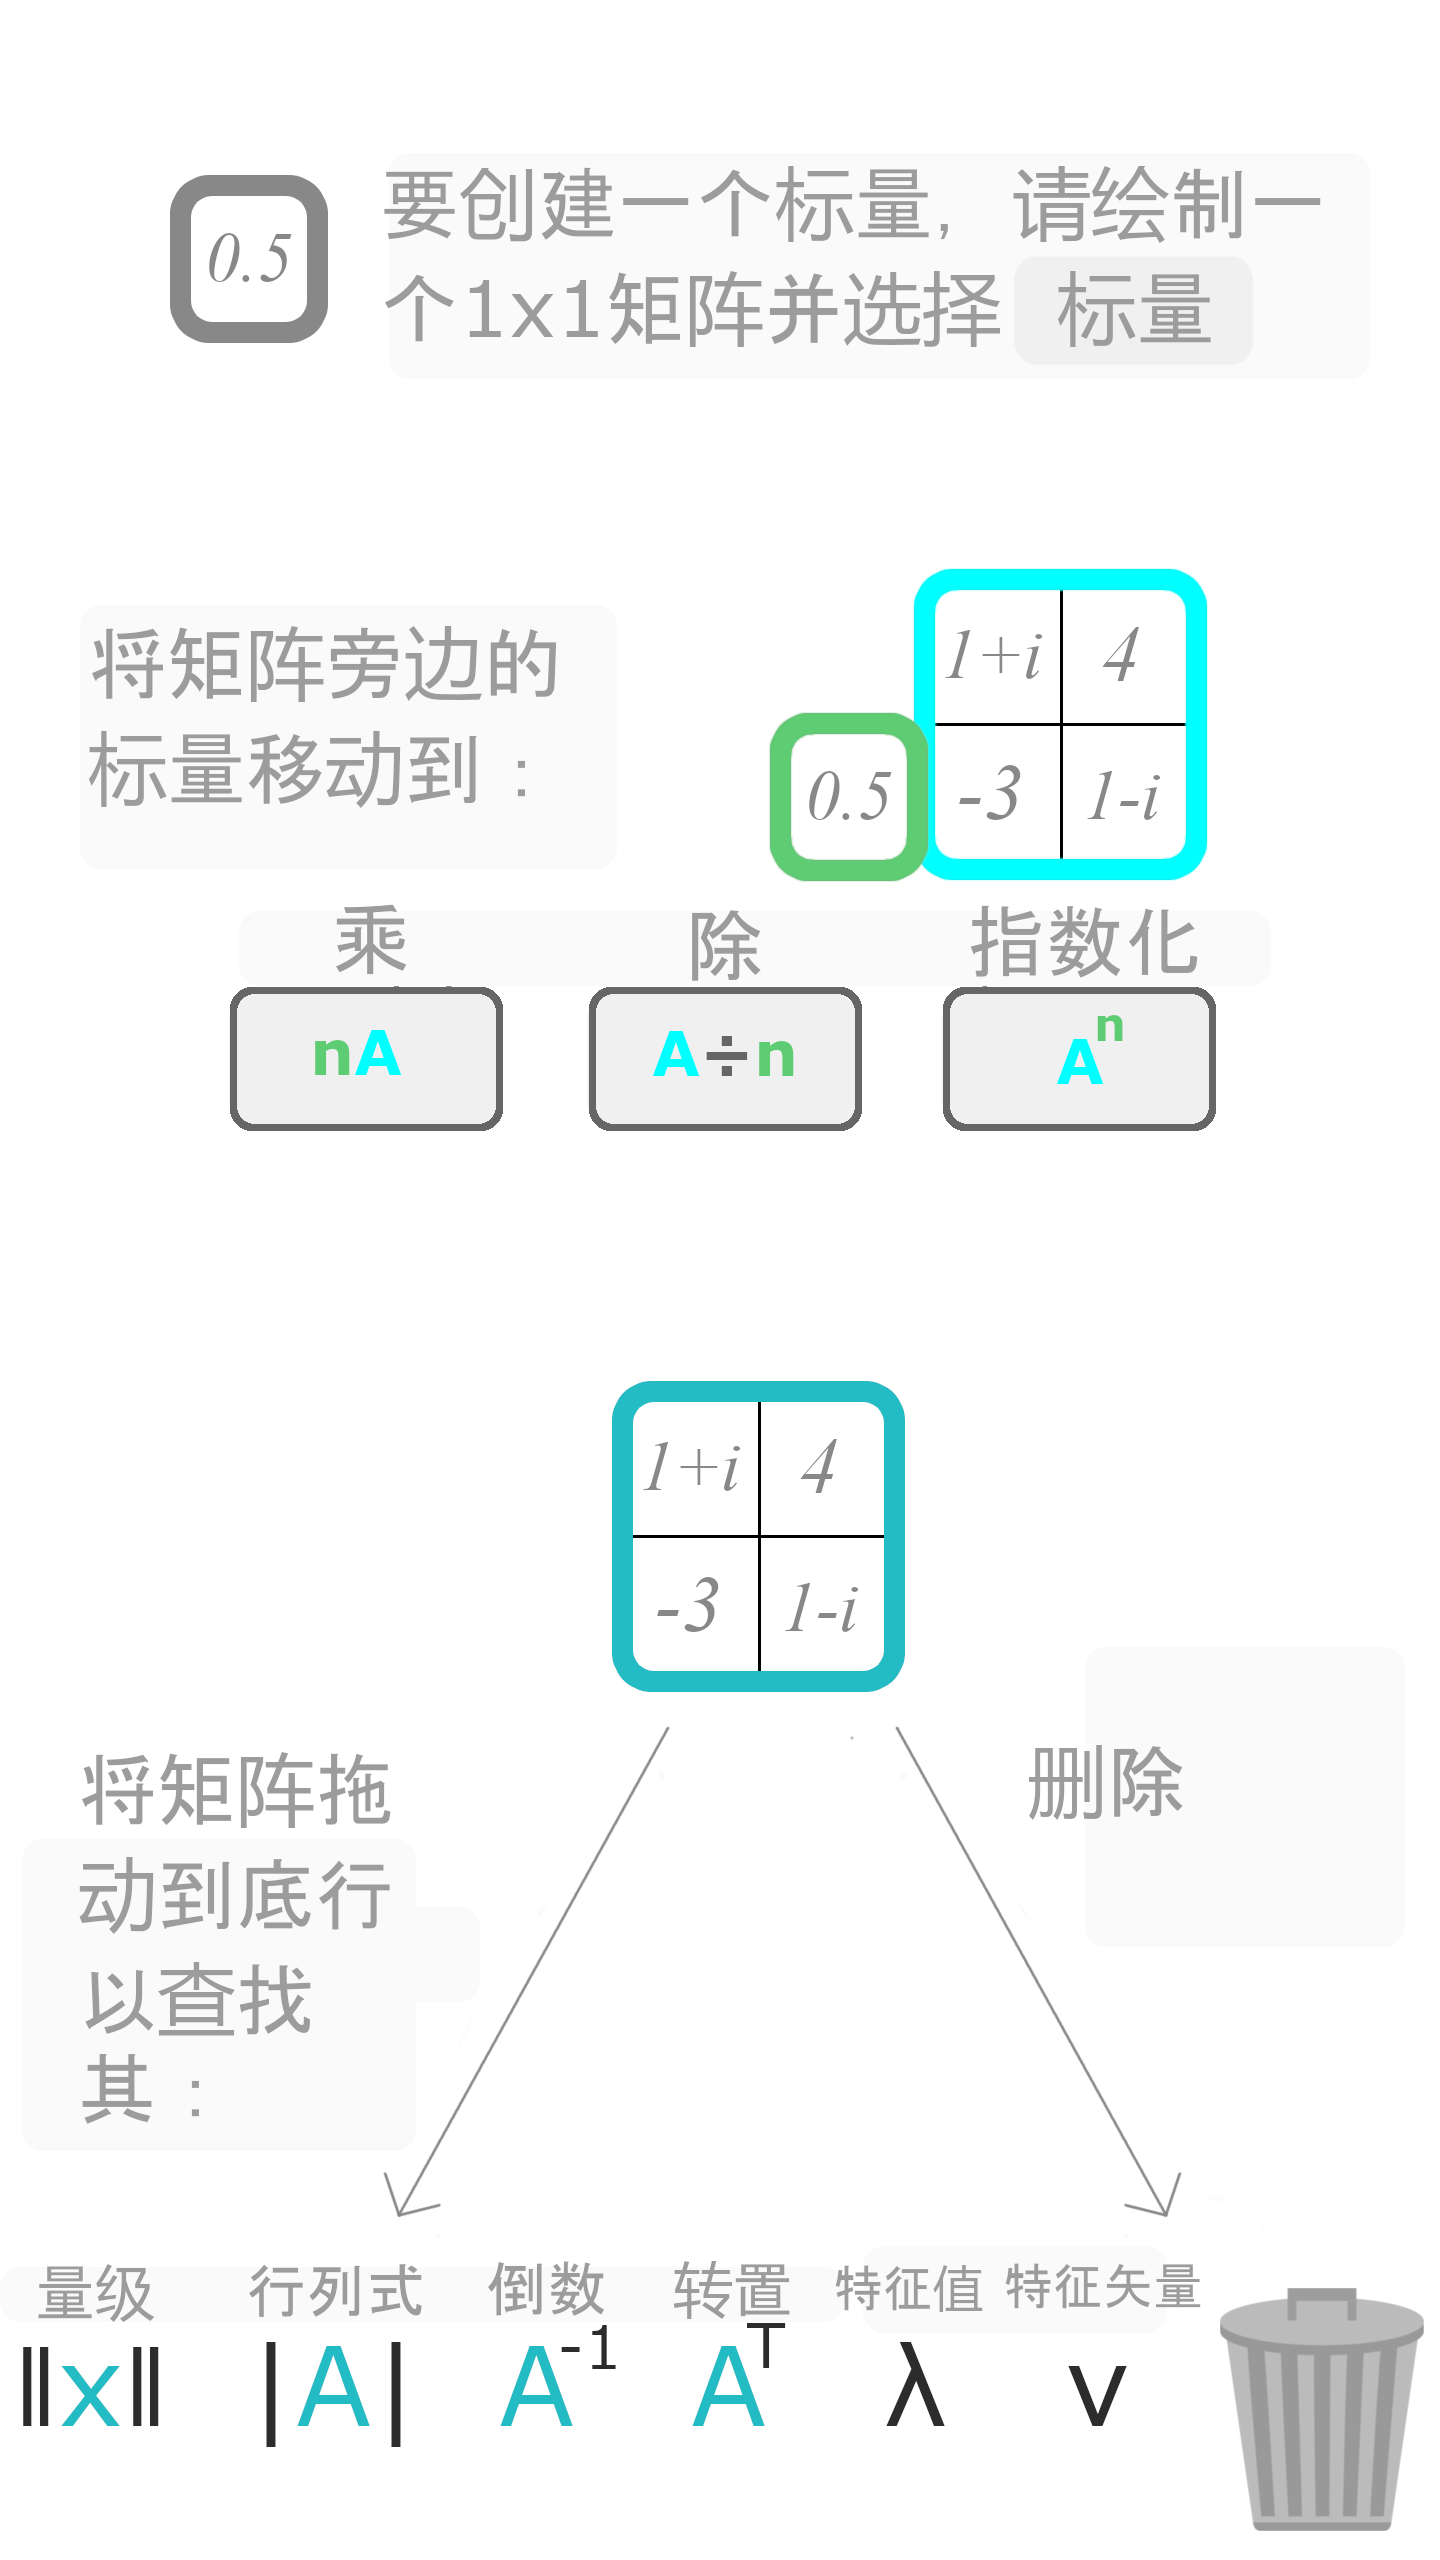 0.5
要创建一个标量, 请绘制一
个1x1矩阵并选择 标量
将矩阵旁边的
标量移动到：
1+i 4
0.5 -3 1-i
乘 除 指数化
nA A÷n Aⁿ
1+i 4
-3 1-i
删除
将矩阵拖
动到底行
以查找
其：
量级 行列式 倒数 转置 特征值 特征矢量
‖x‖ |A| A⁻¹ Aᵀ λ v